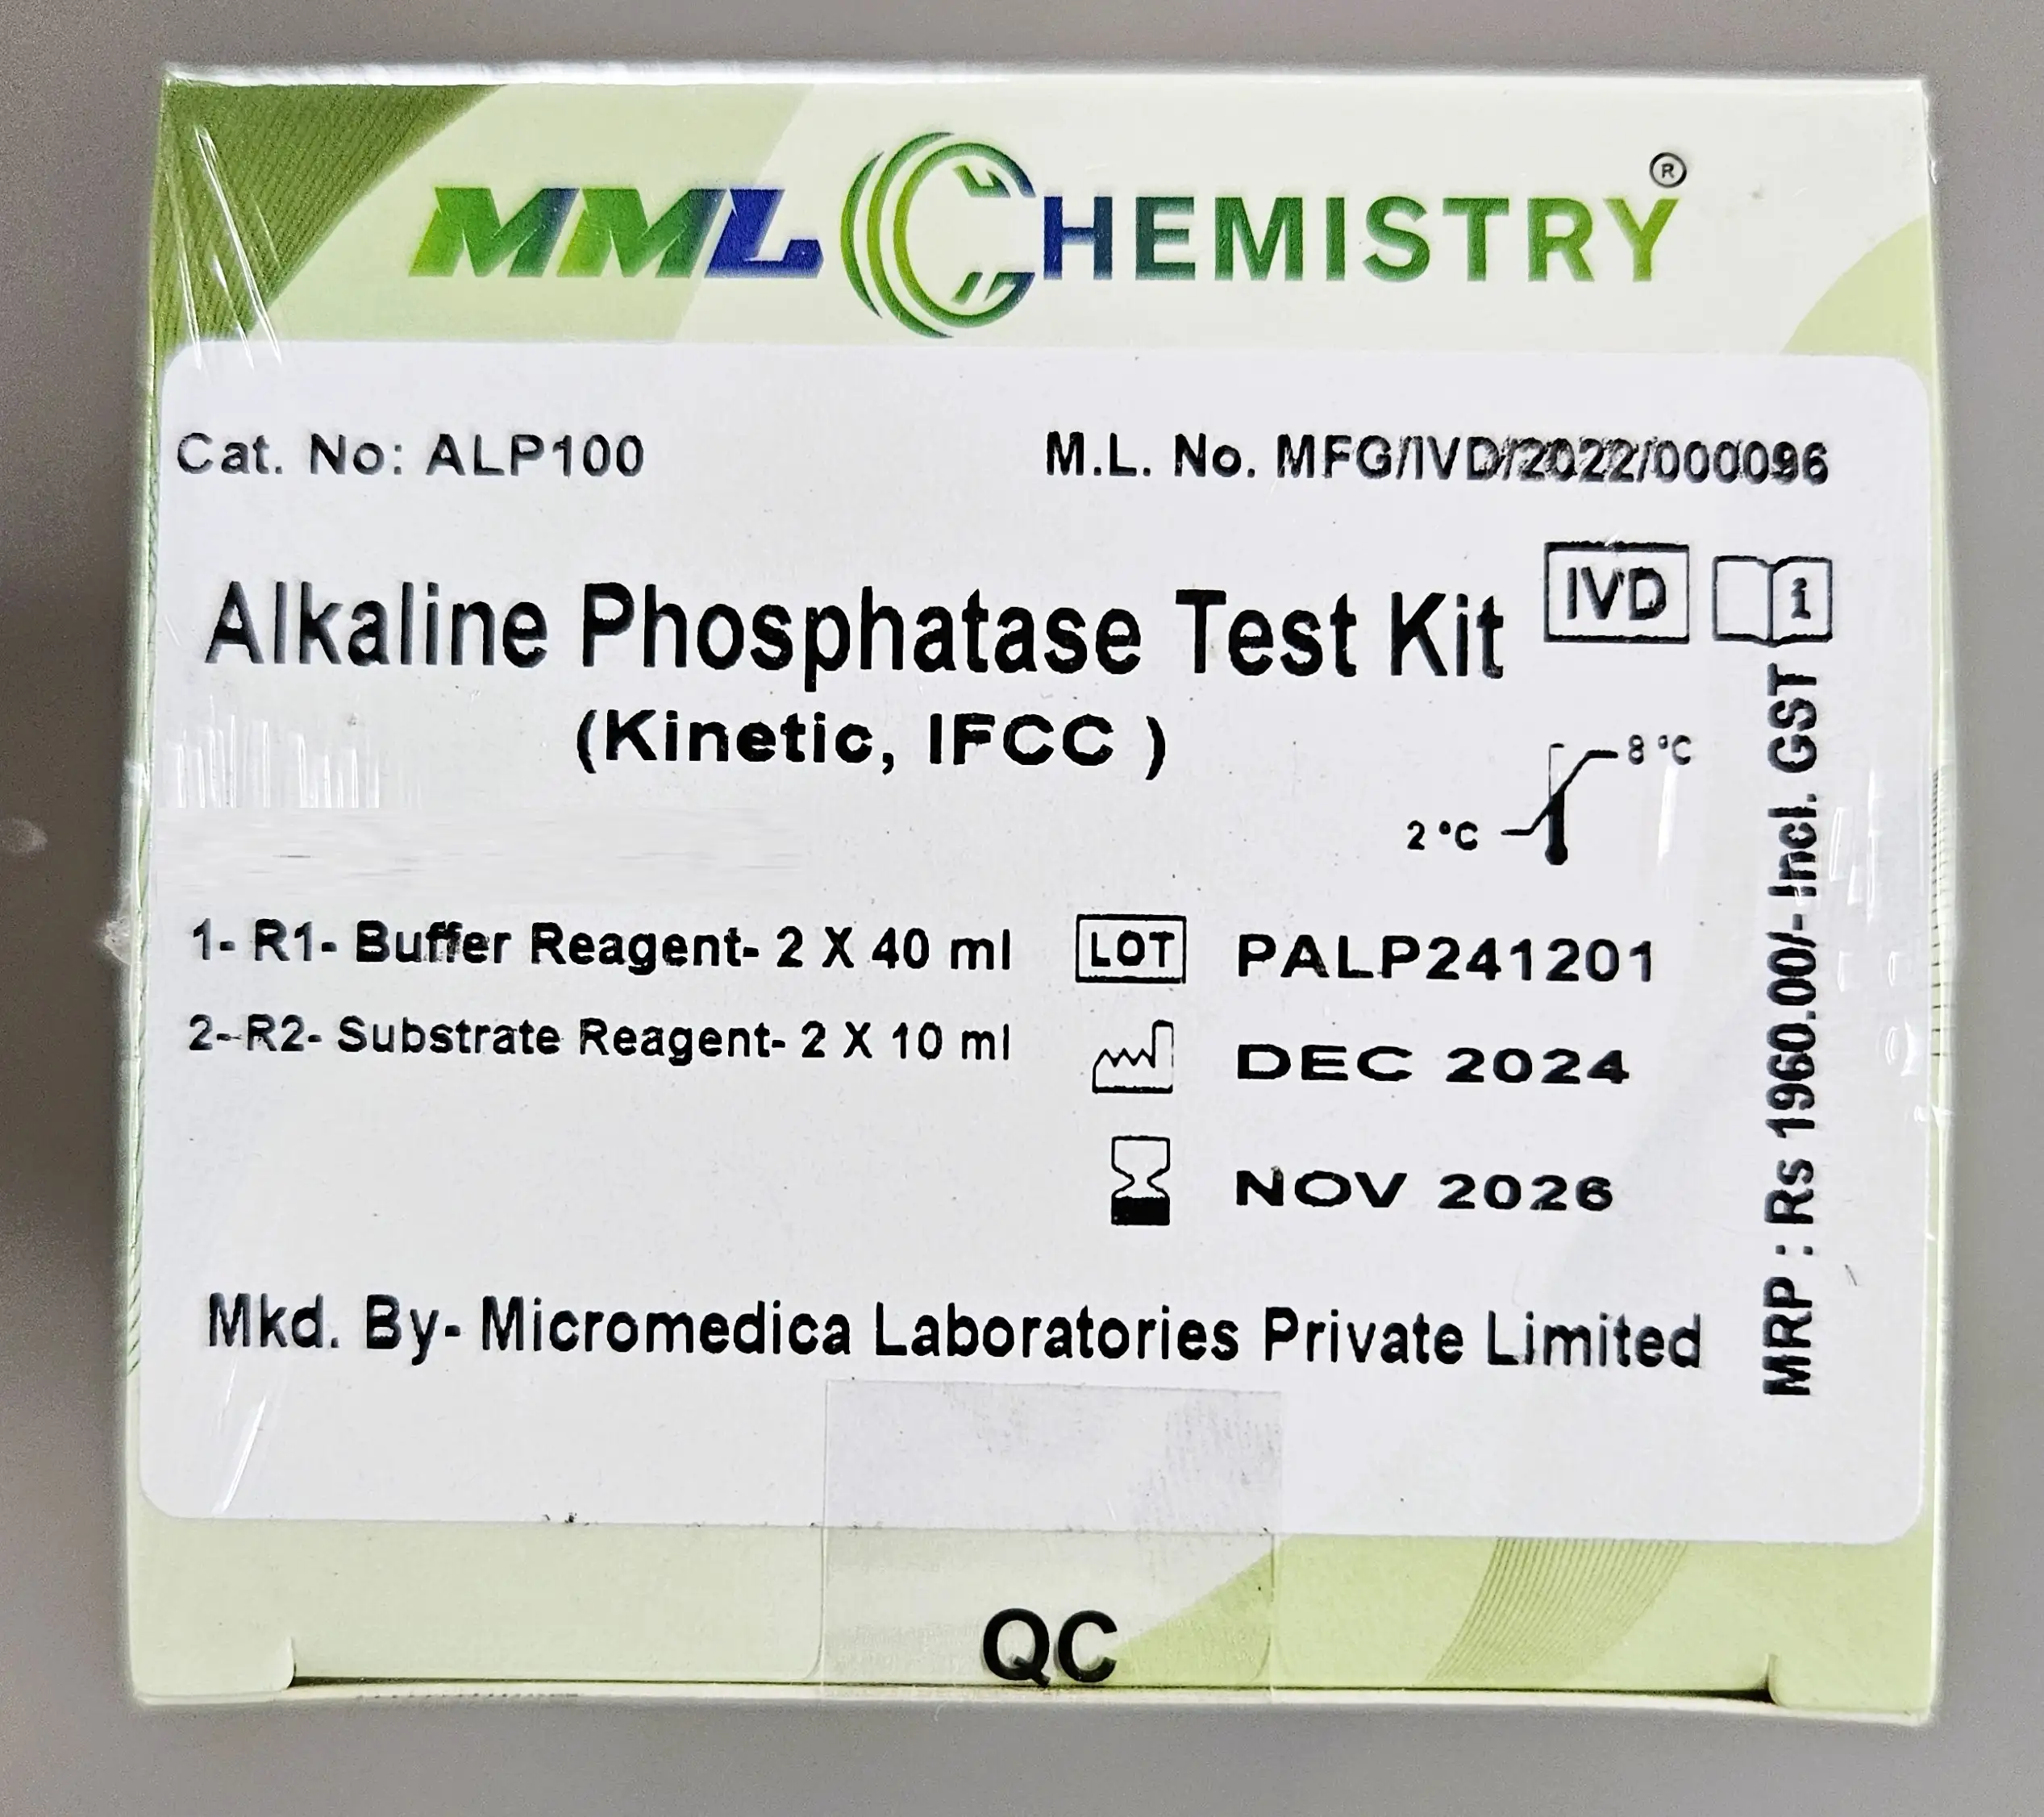 MML CHEMISTRY ®
Cat. No: ALP100
M.L. No. MFG/IVD/2022/000096
Alkaline Phosphatase Test Kit
IVD
i
(Kinetic, IFCC )
8 °C
2 °C
1- R1- Buffer Reagent- 2 X 40 ml
2--R2- Substrate Reagent- 2 X 10 ml
LOT PALP241201
DEC 2024
NOV 2026
MRP : Rs 1960.00/- Incl. GST
Mkd. By- Micromedica Laboratories Private Limited
QC